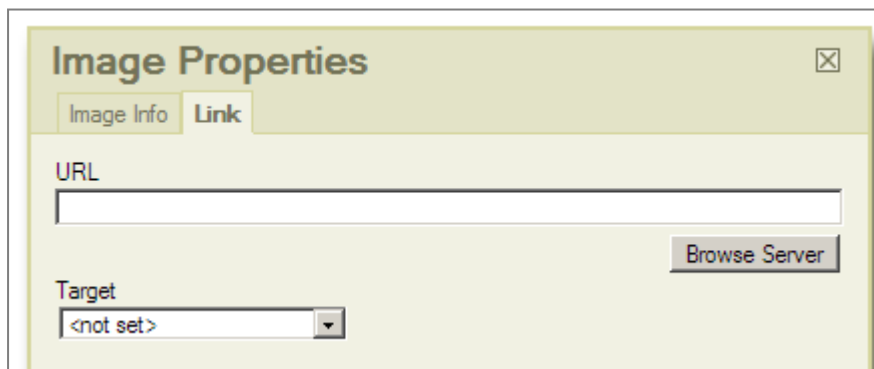 Image Properties
Image Info
Link
URL
Browse Server
Target
<not set>